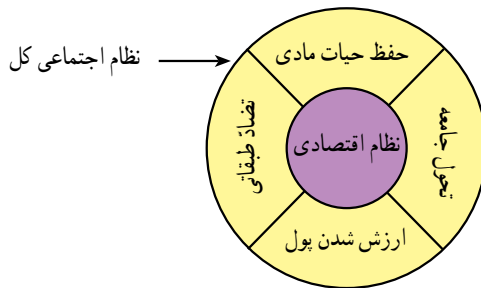 نظام اجتماعی کل
حفظ حیات مادی
تحول جامعه
نظام اقتصادی
تضادّ طبقاتی
ارزش شدن پول